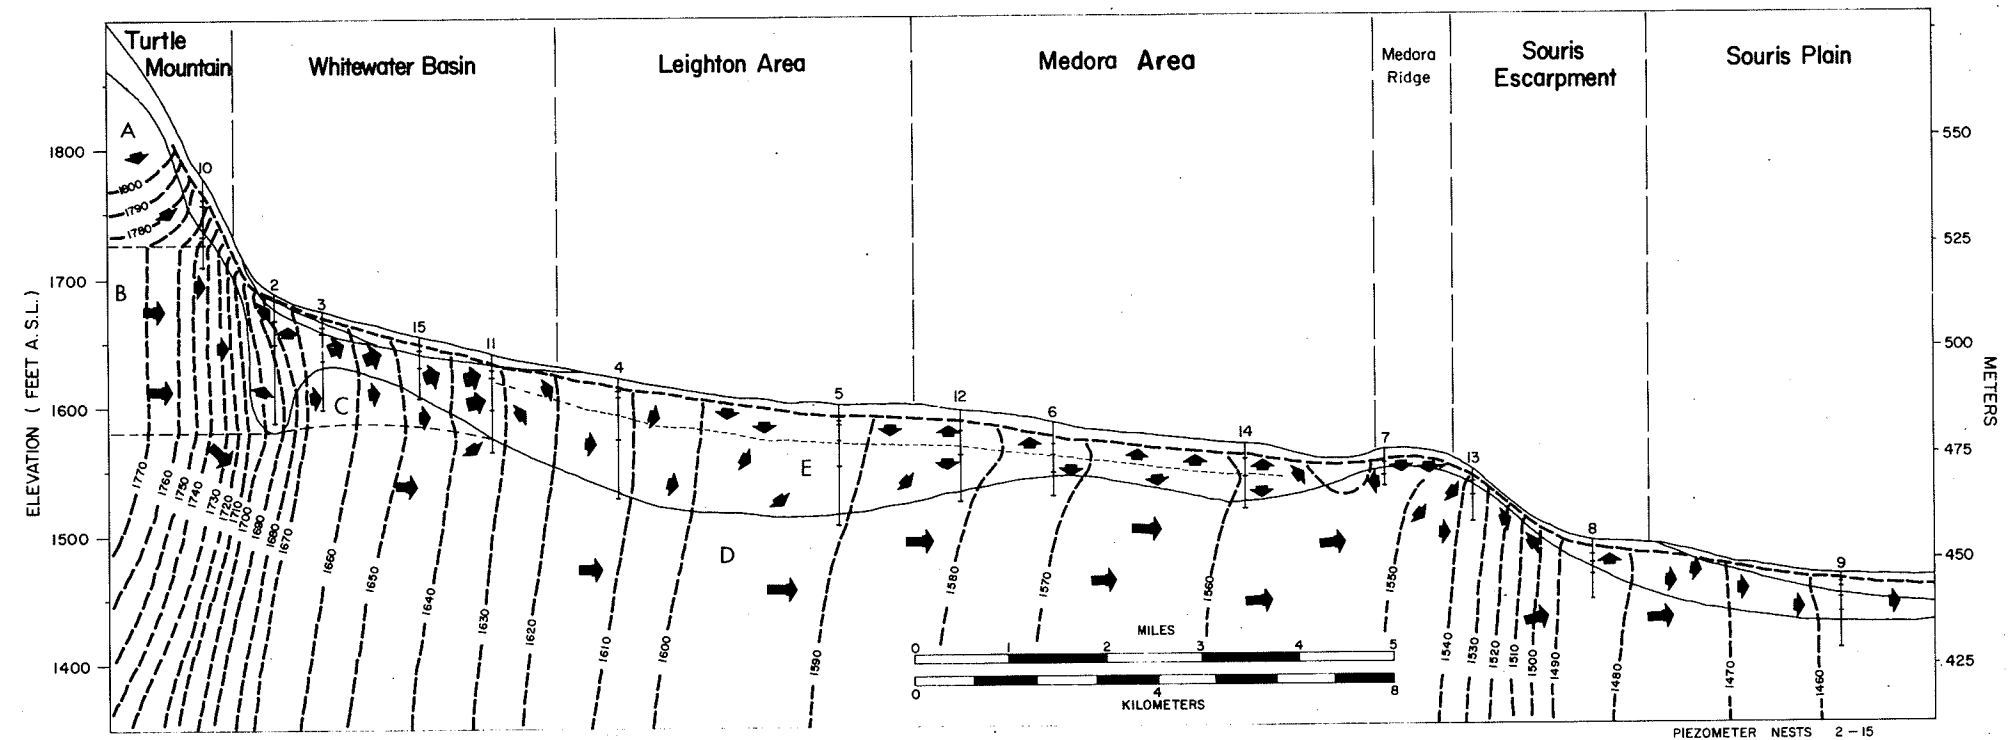 Turtle
Mountain
Whitewater Basin
Leighton Area
Medora Area
Medora
Ridge
Souris
Escarpment
Souris Plain
ELEVATION ( FEET A.S.L.)
1800
1700
1600
1500
1400
550
525
500
475
450
425
METERS
A
B
C
D
E
10
2
3
15
11
4
5
12
6
14
7
13
8
9
1800
1790
1780
1770
1760
1750
1740
1730
1720
1710
1700
1690
1680
1670
1660
1650
1640
1630
1620
1610
1600
1590
1580
1570
1560
1550
1540
1530
1520
1510
1500
1490
1480
1470
1460
MILES
0 1 2 3 4 5
0 4 8
KILOMETERS
PIEZOMETER NESTS 2 - 15